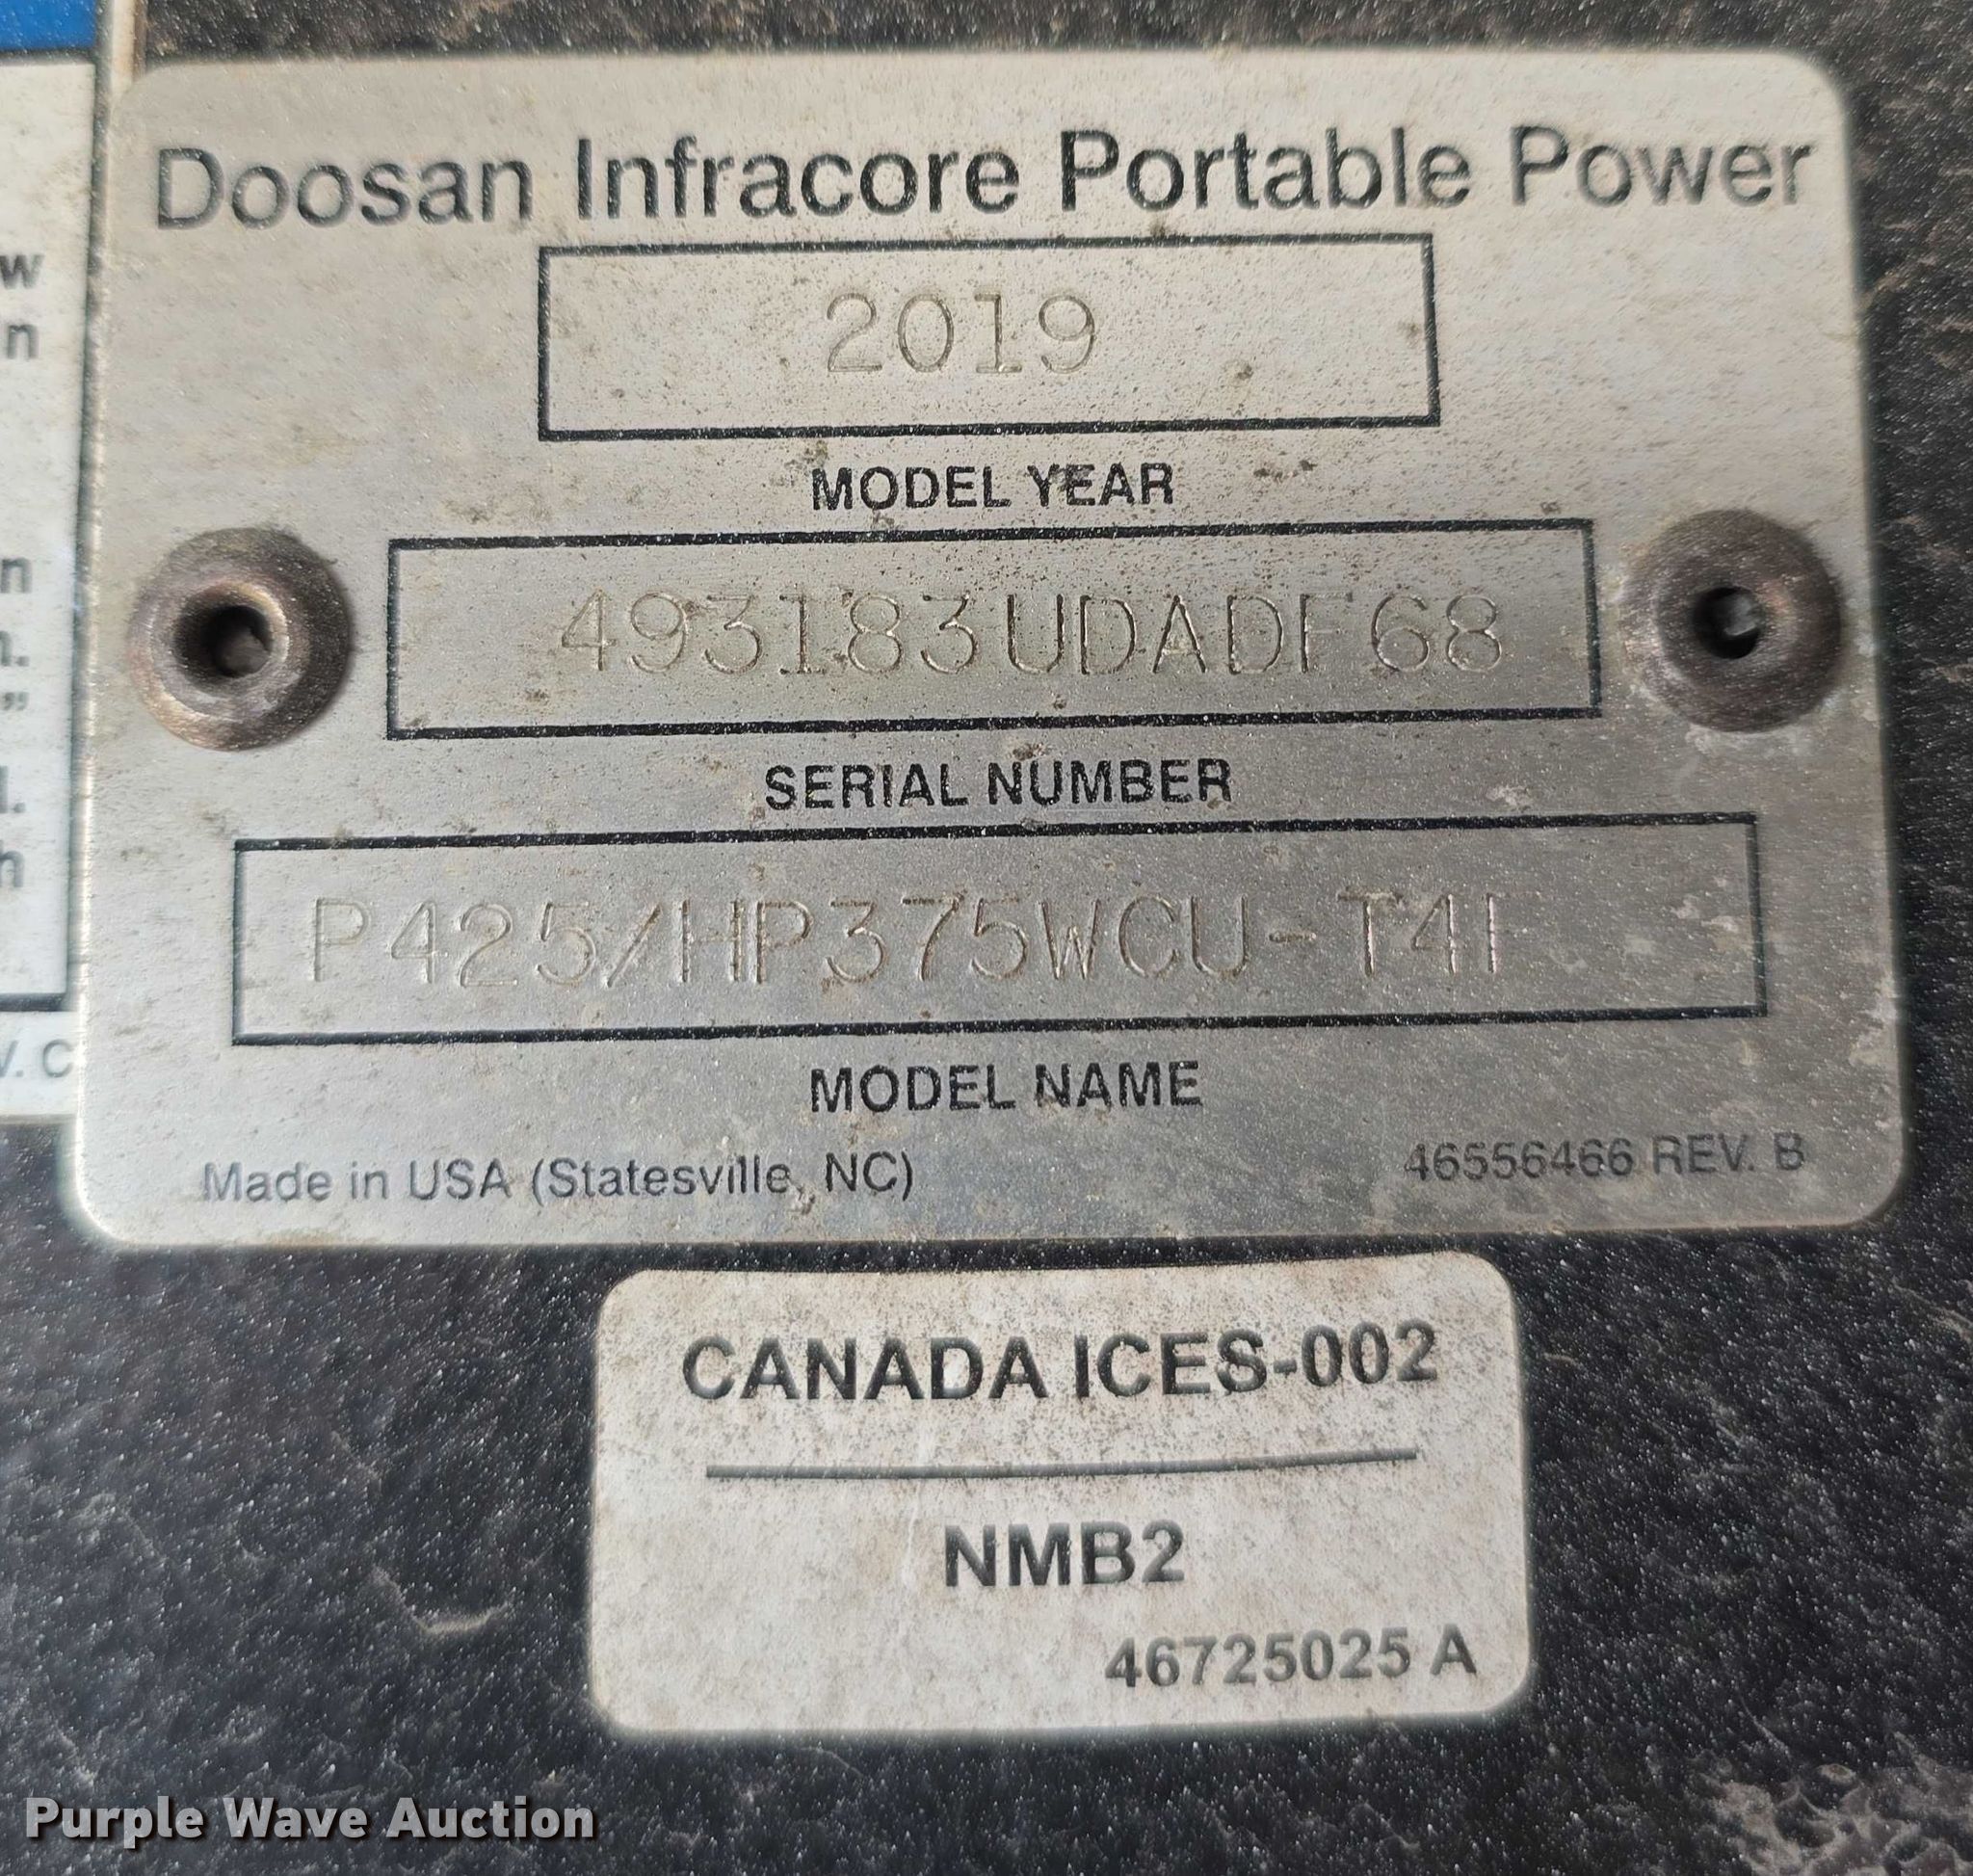 Doosan Infracore Portable Power
2019
MODEL YEAR
493183UDADF68
SERIAL NUMBER
P425/HP375WCU-T4F
MODEL NAME
Made in USA (Statesville, NC)
46556466 REV. B
CANADA ICES-002
NMB2
46725025 A
w
n
n
”
h
V. C
Purple Wave Auction